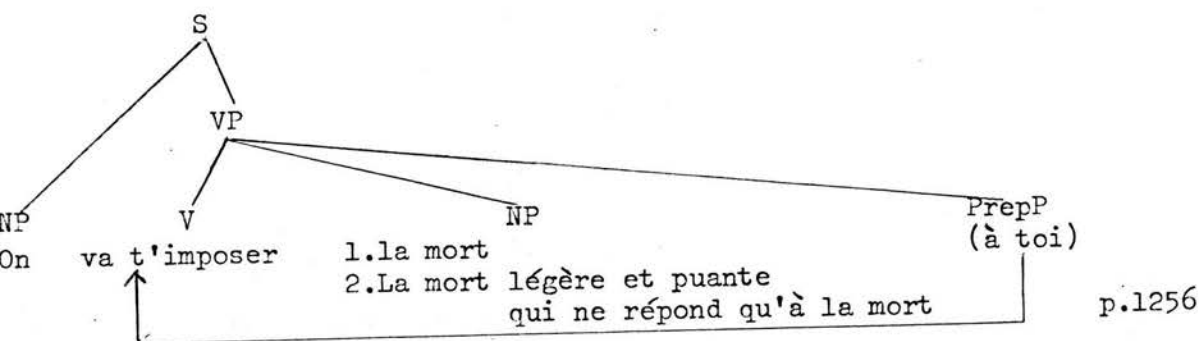 S
VP
NP V NP PrepP
On va t'imposer 1.la mort (à toi)
2.La mort légère et puante
qui ne répond qu'à la mort p.1256